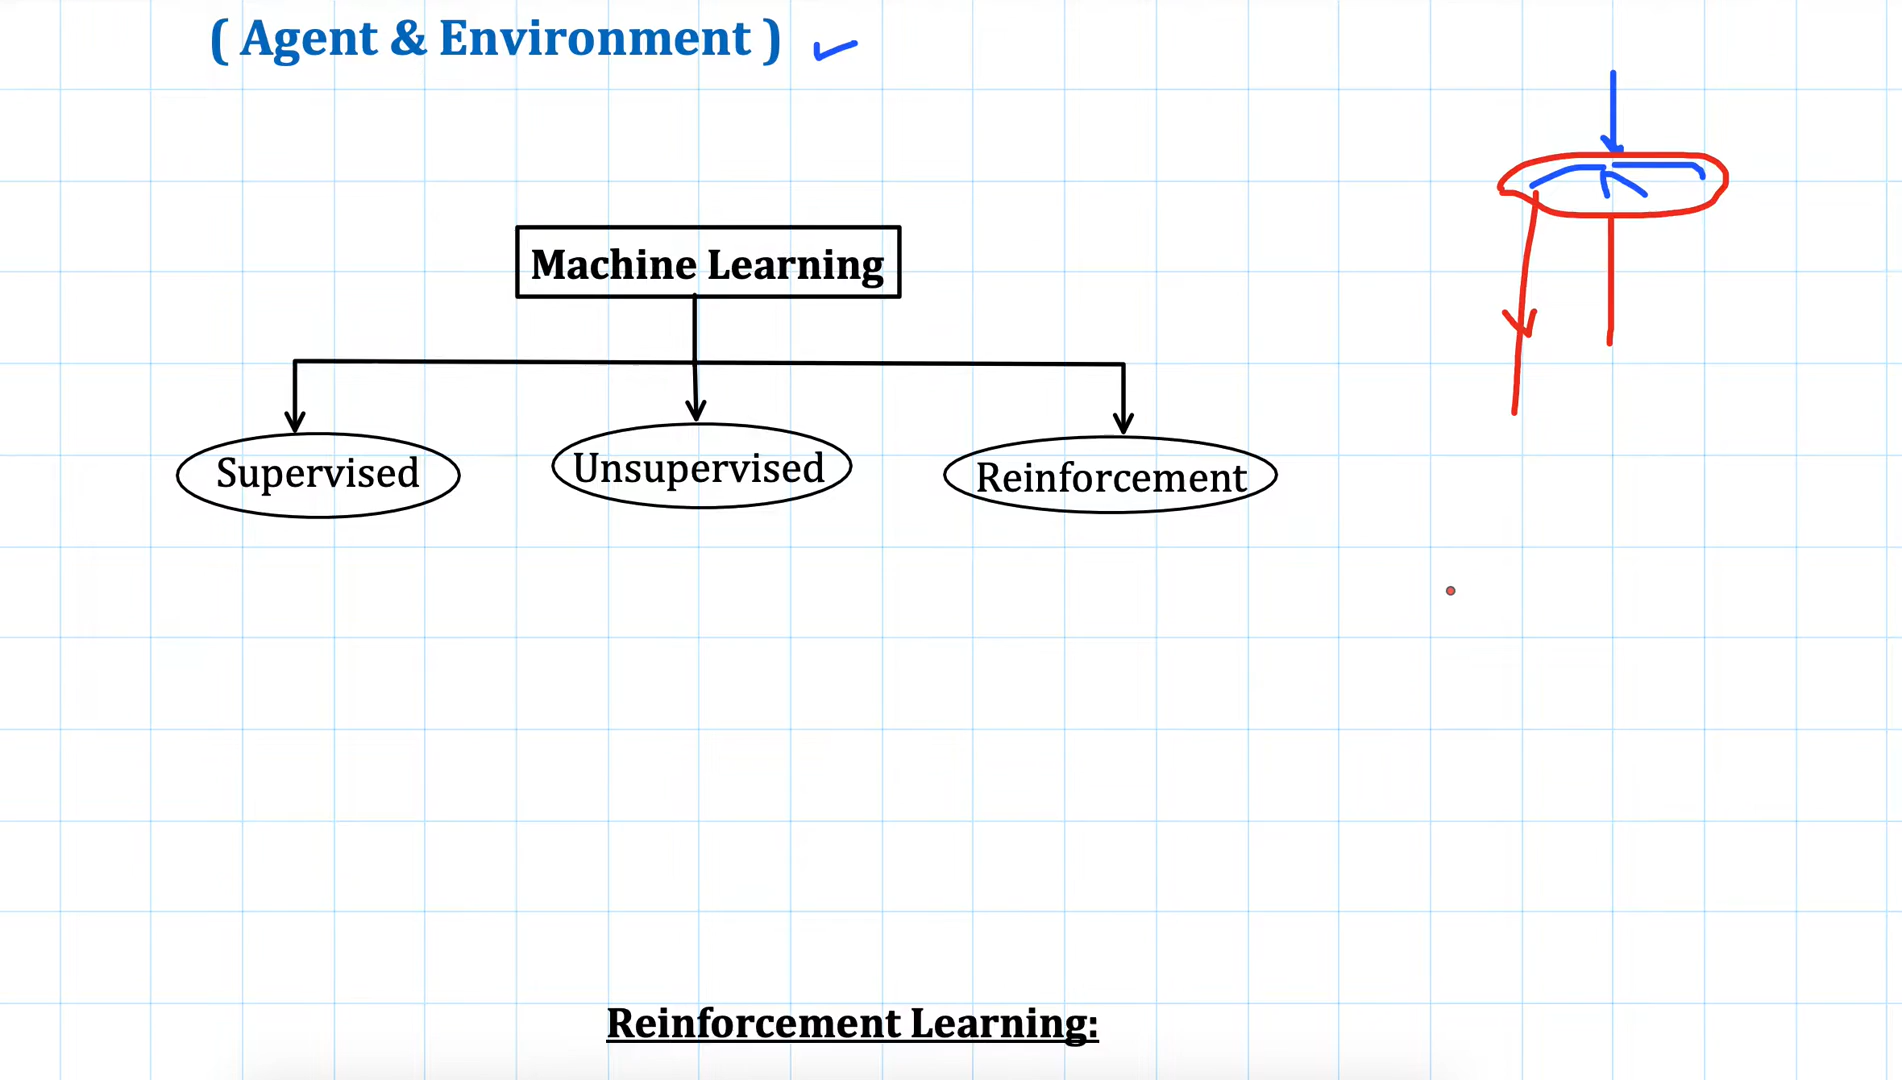 ( Agent & Environment )
Machine Learning
Supervised
Unsupervised
Reinforcement
Reinforcement Learning: